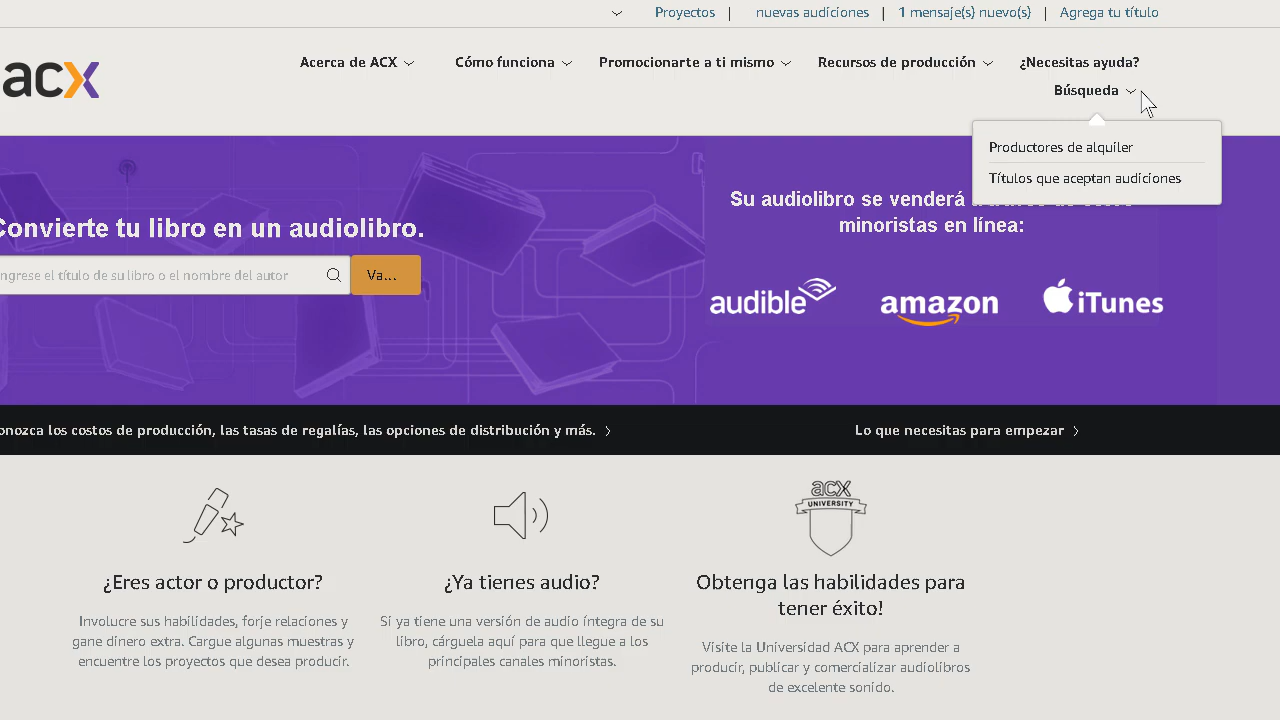 Proyectos | nuevas audiciones | 1 mensaje(s) nuevo(s) | Agrega tu título
acx
Acerca de ACX Cómo funciona Promocionarte a ti mismo Recursos de producción ¿Necesitas ayuda?
Búsqueda
Productores de alquiler
Títulos que aceptan audiciones
Convierte tu libro en un audiolibro.
ngrese el título de su libro o el nombre del autor
Va...
Su audiolibro se venderá
minoristas en línea:
audible
amazon
iTunes
onozca los costos de producción, las tasas de regalías, las opciones de distribución y más.
Lo que necesitas para empezar
acx
UNIVERSITY
¿Eres actor o productor?
Involucre sus habilidades, forje relaciones y
gane dinero extra. Cargue algunas muestras y
encuentre los proyectos que desea producir.
¿Ya tienes audio?
Si ya tiene una versión de audio íntegra de su
libro, cárguela aquí para que llegue a los
principales canales minoristas.
Obtenga las habilidades para
tener éxito!
Visite la Universidad ACX para aprender a
producir, publicar y comercializar audiolibros
de excelente sonido.